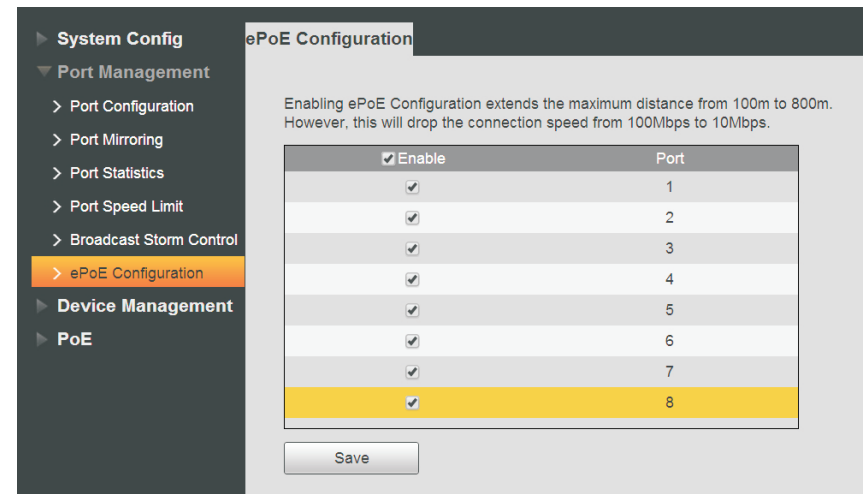 System Config
Port Management
Port Configuration
Port Mirroring
Port Statistics
Port Speed Limit
Broadcast Storm Control
ePoE Configuration
Device Management
PoE
ePoE Configuration
Enabling ePoE Configuration extends the maximum distance from 100m to 800m.
However, this will drop the connection speed from 100Mbps to 10Mbps.
Enable Port
1
2
3
4
5
6
7
8
Save